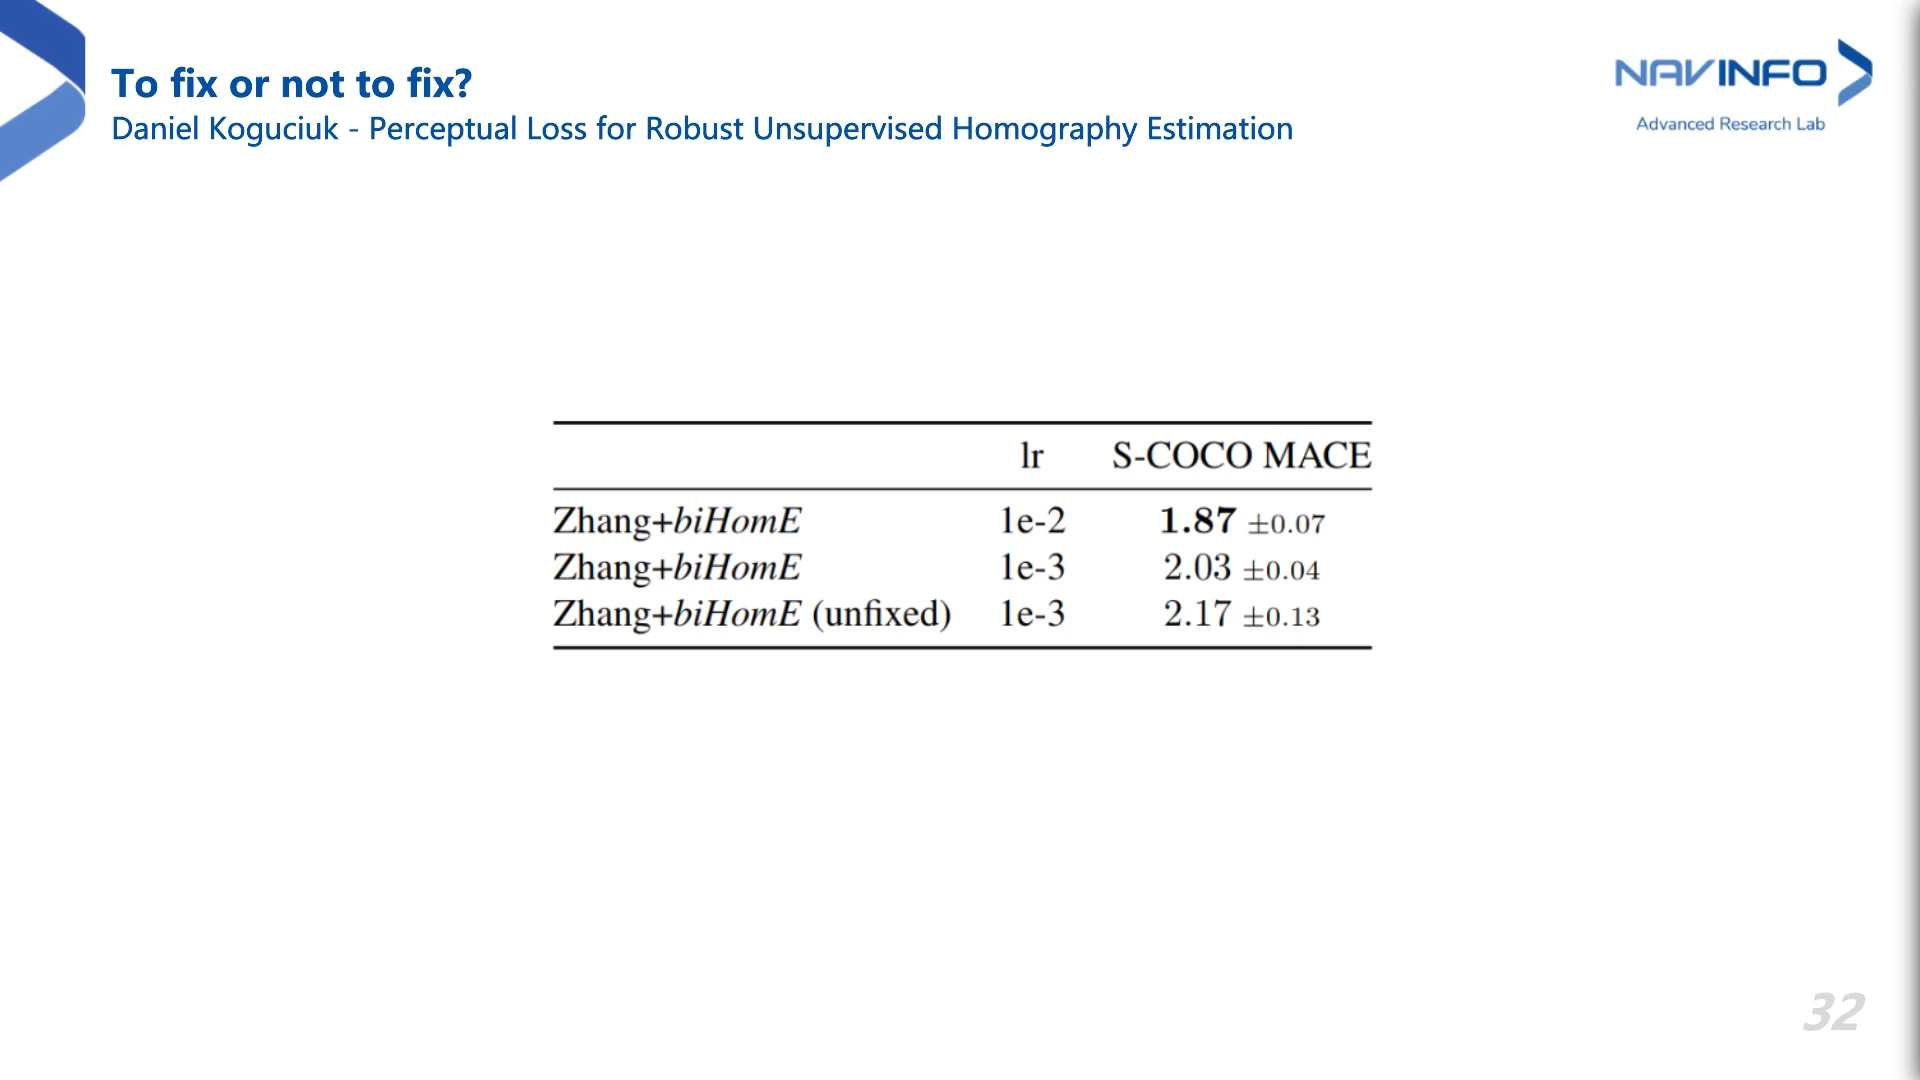 To fix or not to fix?
Daniel Koguciuk - Perceptual Loss for Robust Unsupervised Homography Estimation
NAVINFO
Advanced Research Lab
lr S-COCO MACE
Zhang+biHomE 1e-2 1.87 ±0.07
Zhang+biHomE 1e-3 2.03 ±0.04
Zhang+biHomE (unfixed) 1e-3 2.17 ±0.13
32